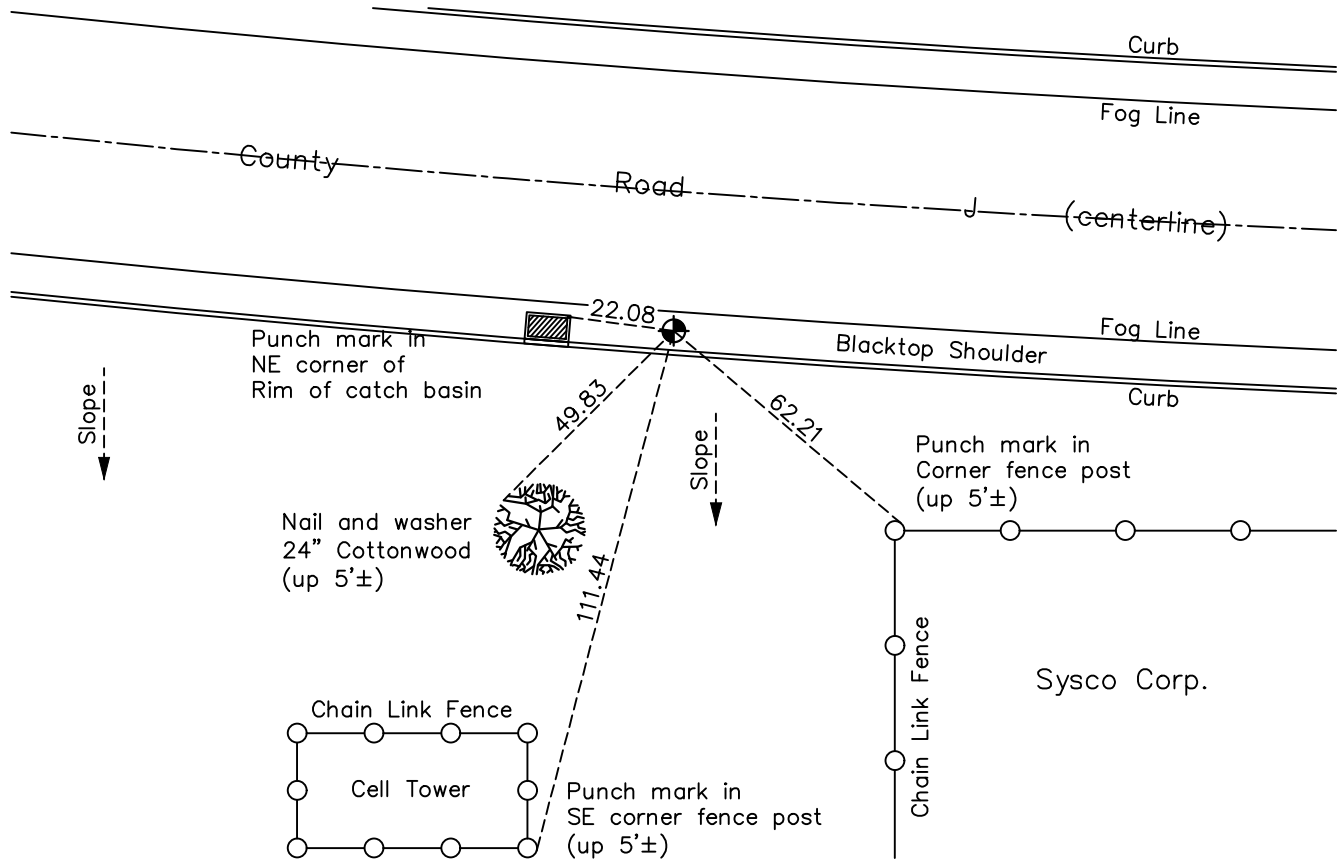 Curb
Fog Line
County Road J (centerline)
22.08
Fog Line
Punch mark in
NE corner of
Rim of catch basin
Blacktop Shoulder
Curb
Slope
49.83
62.21
Slope
Punch mark in
Corner fence post
(up 5'±)
Nail and washer
24" Cottonwood
(up 5'±)
111.44
Chain Link Fence
Sysco Corp.
Chain Link Fence
Cell Tower
Punch mark in
SE corner fence post
(up 5'±)